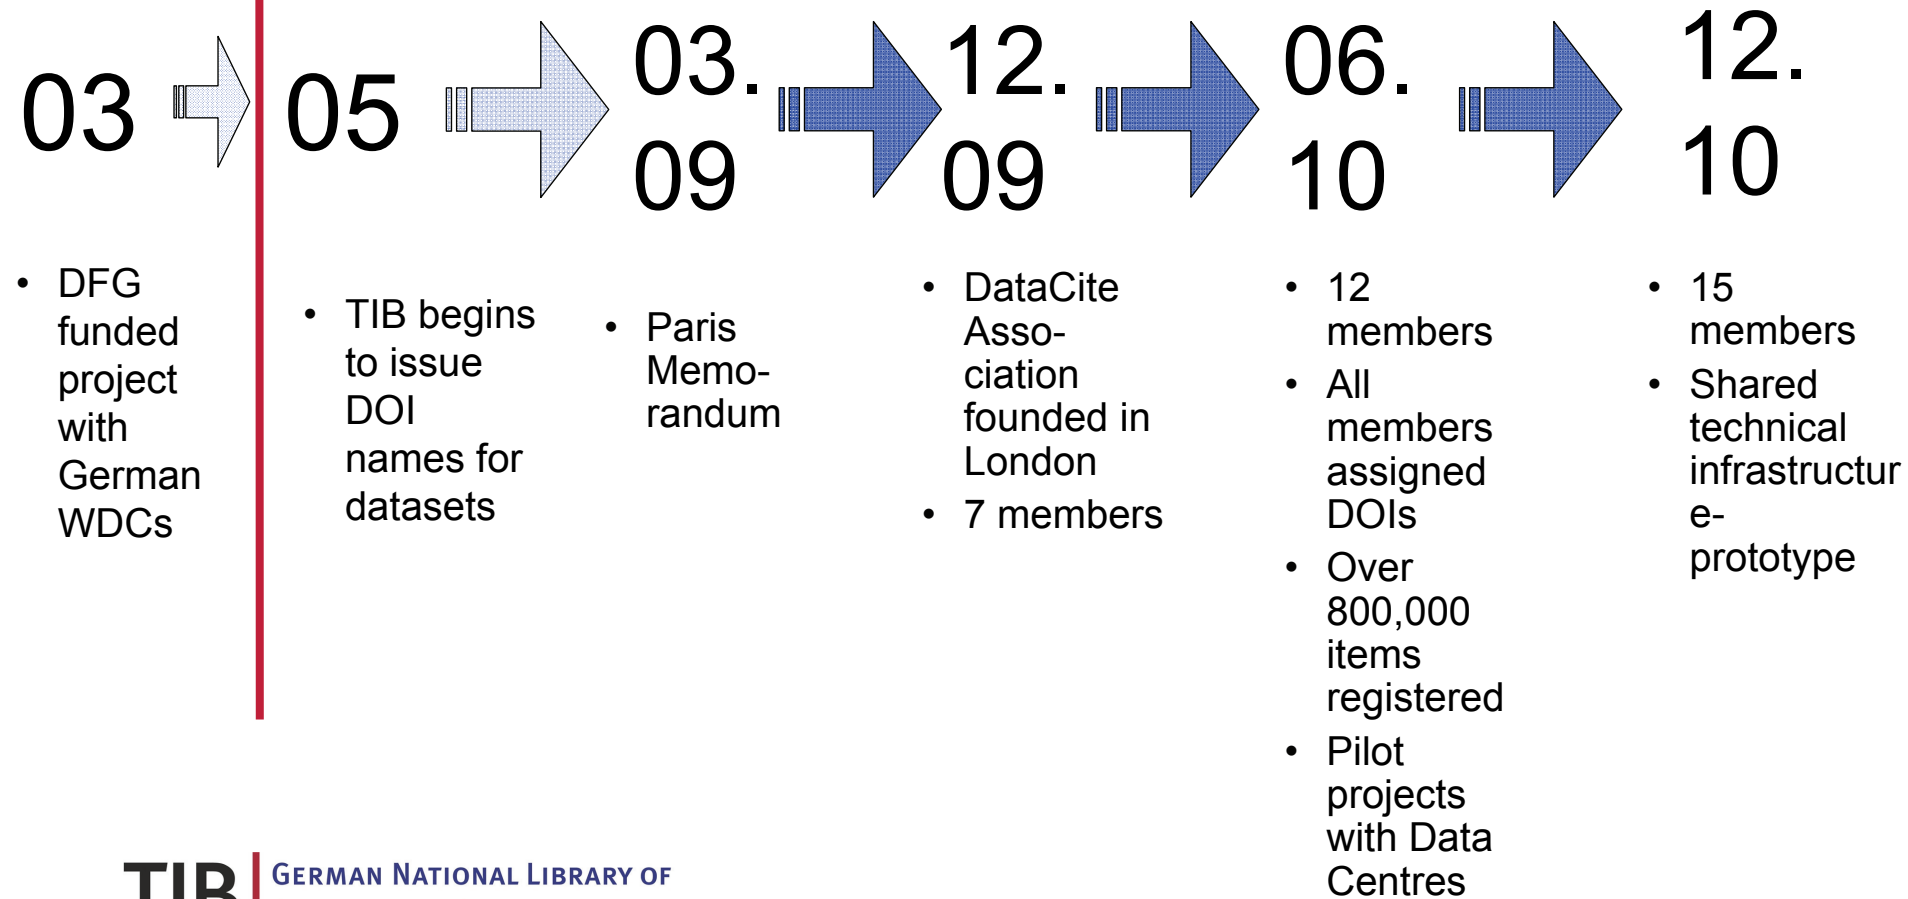 03
05
03.
09
12.
09
06.
10
12.
10
• DFG
funded
project
with
German
WDCs
• TIB begins
to issue
DOI
names for
datasets
• Paris
Memo-
randum
• DataCite
Asso-
ciation
founded in
London
• 7 members
• 12
members
• All
members
assigned
DOIs
• Over
800,000
items
registered
• Pilot
projects
with Data
Centres
• 15
members
• Shared
technical
infrastructur
e-
prototype
TIB
GERMAN NATIONAL LIBRARY OF